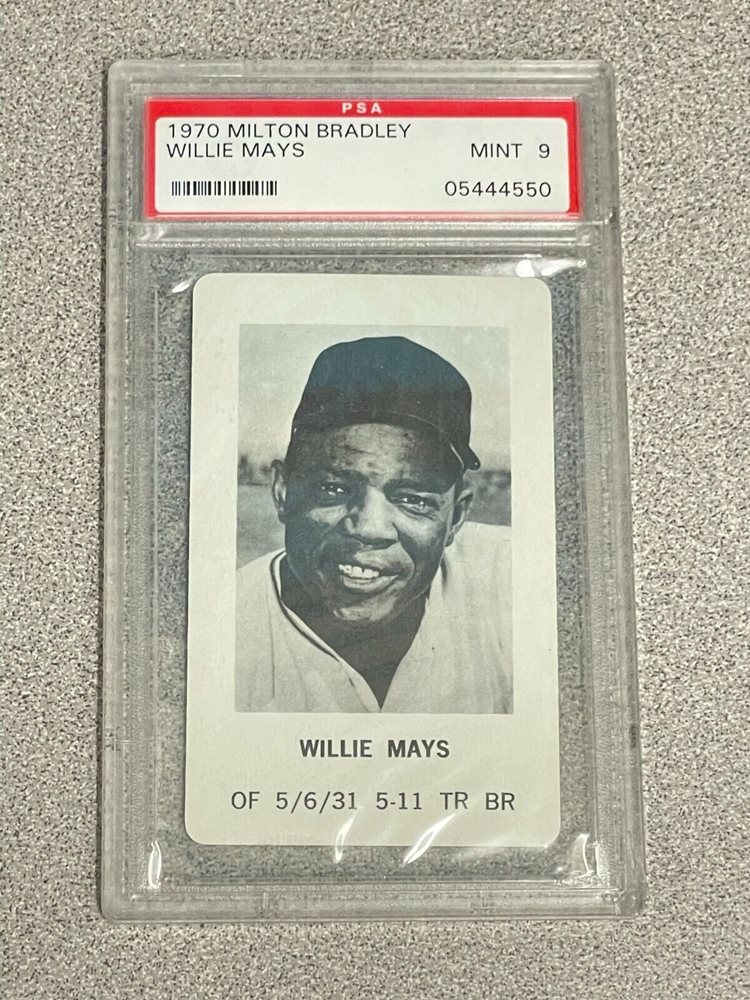 PSA
1970 MILTON BRADLEY
WILLIE MAYS MINT 9
05444550
WILLIE MAYS
OF 5/6/31 5-11 TR BR